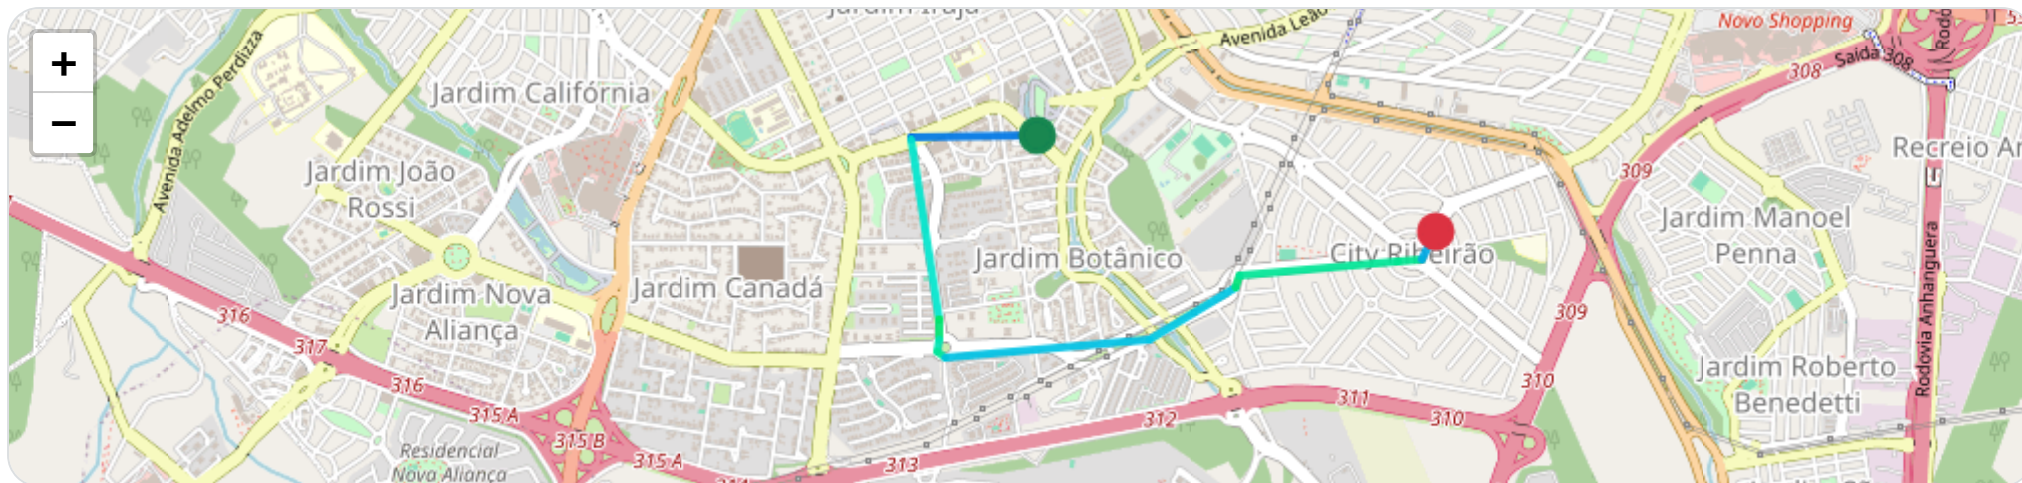 +
−
Jardim Irajá
Avenida Leão
Novo Shopping
Saída 308
308
Avenida Adelmo Perdizza
Jardim Califórnia
Jardim João
Rossi
309
Recreio An
Jardim Manoel
Penna
Jardim Botânico
City Ribeirão
Jardim Canadá
Jardim Nova
Aliança
316
317
316
315 A
315 B
315 A
313
312
311
310
310
309
Rodovia Anhanguera
Jardim Roberto
Benedetti
Residencial
Nova Aliança